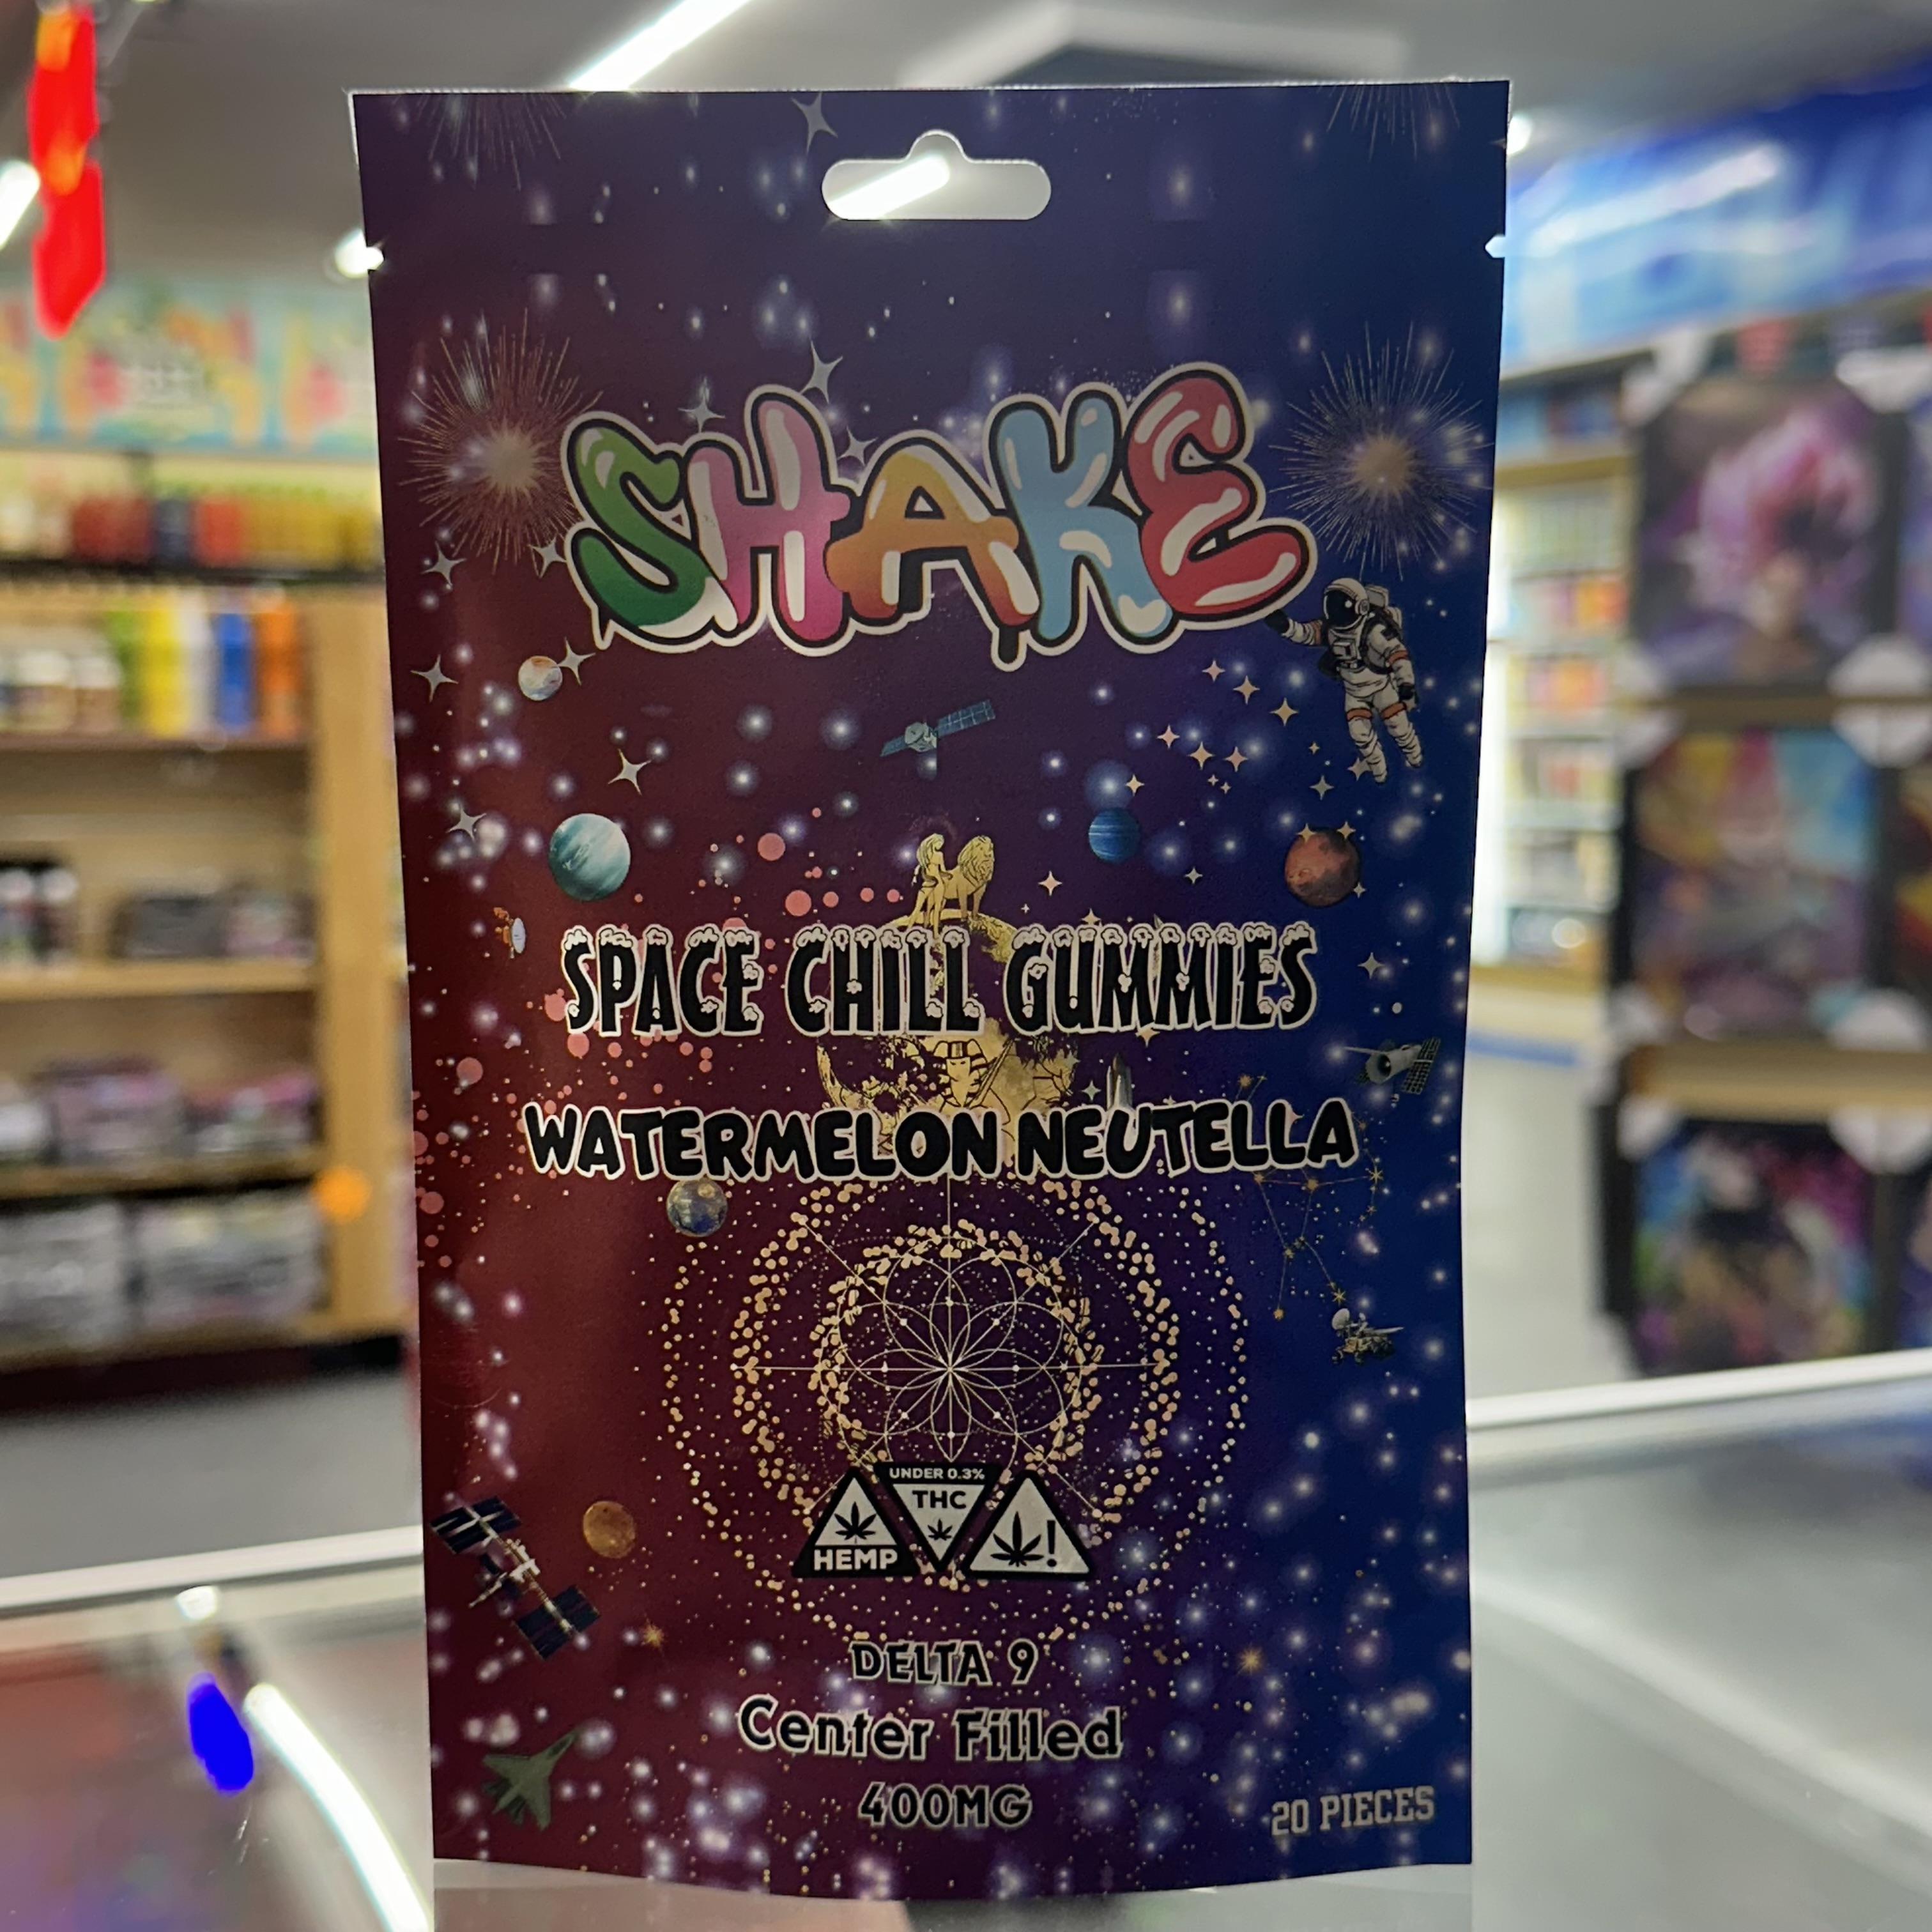 SHAKE
SPACE CHILL GUMMIES
WATERMELON NEUTELLA
UNDER 0.3%
THC
HEMP
!
DELTA 9
Center Filled
400MG
20 PIECES